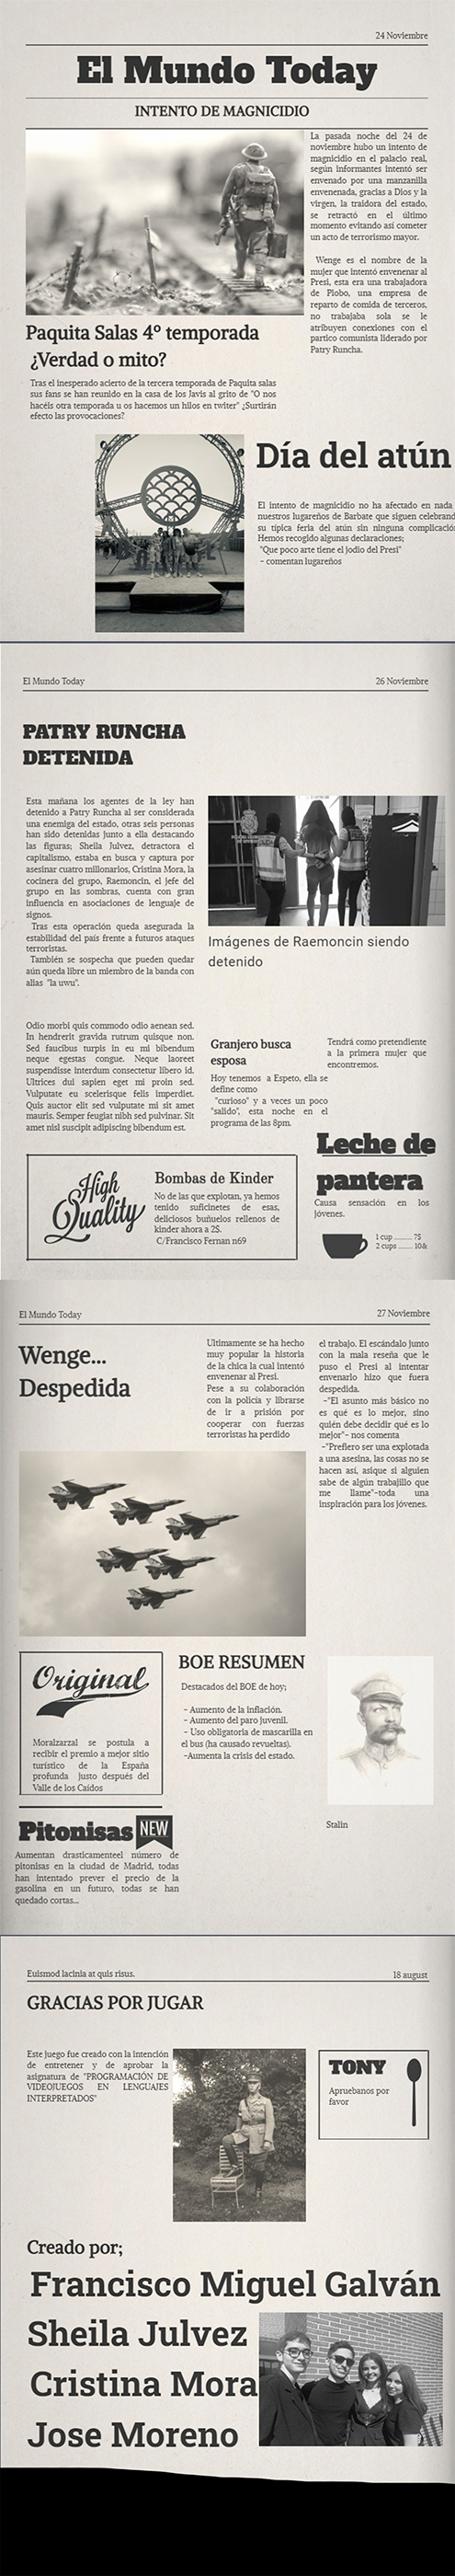 24 Noviembre
El Mundo Today
INTENTO DE MAGNICIDIO
La pasada noche del 24 de
noviembre hubo un intento de
magnicidio en el palacio real,
según informantes intentó ser
envenado por una manzanilla
envenenada, gracias a Dios y la
virgen, la traidora del estado,
se retractó en el último
momento evitando así cometer
un acto de terrorismo mayor.
Wenge es el nombre de la
mujer que intentó envenenar al
Presi, esta era una trabajadora
de Piobo, una empresa de
reparto de comida de terceros,
no trabajaba sola se le
atribuyen conexiones con el
partico comunista liderado por
Patry Runcha.
Paquita Salas 4º temporada
¿Verdad o mito?
Tras el inesperado acierto de la tercera temporada de Paquita salas
sus fans se han reunido en la casa de los Javis al grito de "O nos
hacéis otra temporada u os hacemos un hilos en twiter" ¿Surtirán
efecto las provocaciones?
Día del atún
El intento de magnicidio no ha afectado en nada
nuestros lugareños de Barbate que siguen celebrand
su típica feria del atún sin ninguna complicació
Hemos recogido algunas declaraciones;
"Que poco arte tiene el jodio del Presi"
- comentan lugareños
El Mundo Today
26 Noviembre
PATRY RUNCHA
DETENIDA
Esta mañana los agentes de la ley han
detenido a Patry Runcha al ser considerada
una enemiga del estado, otras seis personas
han sido detenidas junto a ella destacando
las figuras; Sheila Julvez, detractora el
capitalismo, estaba en busca y captura por
asesinar cuatro millonarios, Cristina Mora, la
cocinera del grupo, Raemoncin, el jefe del
grupo en las sombras, cuenta con gran
influencia en asociaciones de lenguaje de
signos.
Tras esta operación queda asegurada la
estabilidad del país frente a futuros ataques
terroristas.
También se sospecha que pueden quedar
aún queda libre un miembro de la banda con
alias "la uwu".
Imágenes de Raemoncin siendo
detenido
Odio morbi quis commodo odio aenean sed.
In hendrerit gravida rutrum quisque non.
Sed faucibus turpis in eu mi bibendum
neque egestas congue. Neque laoreet
suspendisse interdum consectetur libero id.
Ultrices dui sapien eget mi proin sed.
Vulputate eu scelerisque felis imperdiet.
Quis auctor elit sed vulputate mi sit amet
mauris. Semper feugiat nibh sed pulvinar. Sit
amet nisl suscipit adipiscing bibendum est.
Granjero busca
esposa
Hoy tenemos a Espeto, ella se
define como
"curioso" y a veces un poco
"salido", esta noche en el
programa de las 8pm.
Tendrá como pretendiente
a la primera mujer que
encontremos.
High
Quality
Bombas de Kinder
No de las que explotan, ya hemos
tenido suficinetes de esas,
deliciosos buñuelos rellenos de
kinder ahora a 2$.
C/Francisco Fernan n69
Leche de
pantera
Causa sensación en los
jóvenes.
1 cup .......... 7$
2 cups ........ 10&
El Mundo Today
27 Noviembre
Wenge...
Despedida
Ultimamente se ha hecho
muy popular la historia
de la chica la cual intentó
envenenar al Presi.
Pese a su colaboración
con la policía y librarse
de ir a prisión por
cooperar con fuerzas
terroristas ha perdido
el trabajo. El escándalo junto
con la mala reseña que le
puso el Presi al intentar
envenarlo hizo que fuera
despedida.
-"El asunto más básico no
es qué es lo mejor, sino
quién debe decidir qué es lo
mejor"- nos comenta
-"Prefiero ser una explotada
a una asesina, las cosas no se
hacen así, asique si alguien
sabe de algún trabajillo que
me llame"-toda una
inspiración para los jóvenes.
Original
Moralzarzal se postula a
recibir el premio a mejor sitio
turístico de la España
profunda justo después del
Valle de los Caídos
BOE RESUMEN
Destacados del BOE de hoy;
- Aumento de la inflación.
- Aumento del paro juvenil.
- Uso obligatoria de mascarilla en
el bus (ha causado revueltas).
-Aumenta la crisis del estado.
Stalin
Pitonisas NEW
Aumentan drasticamenteel número de
pitonisas en la ciudad de Madrid, todas
han intentado prever el precio de la
gasolina en un futuro, todas se han
quedado cortas...
Euismod lacinia at quis risus.
18 august
GRACIAS POR JUGAR
Este juego fue creado con la intención
de entretener y de aprobar la
asignatura de "PROGRAMACIÓN DE
VIDEOJUEGOS EN LENGUAJES
INTERPRETADOS"
TONY
Apruebanos por
favor
Creado por;
Francisco Miguel Galván
Sheila Julvez
Cristina Mora
Jose Moreno